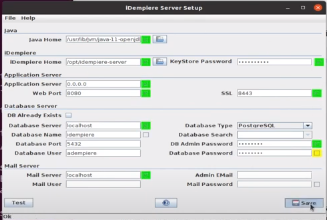 iDempiere Server Setup
File Help
Java
Java Home /usr/lib/jvm/java-11-openjd
iDempiere
iDempiere Home /opt/idempiere-server KeyStore Password ••••••••••
Application Server
Application Server 0.0.0.0
Web Port 8080 SSL 8443
Database Server
DB Already Exists
Database Server localhost Database Type PostgreSQL
Database Name idempiere Database Search
Database Port 5432 DB Admin Password ••••••••
Database User adempiere Database Password ••••••••
Mail Server
Mail Server localhost Admin EMail
Mail User Mail Password
Test Save
Ok